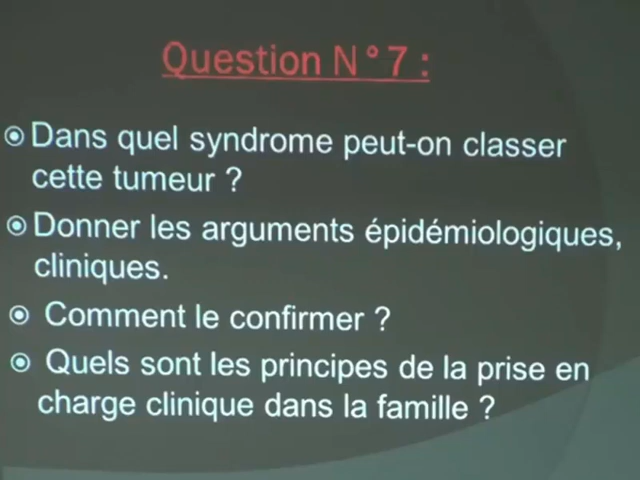 Question N°7 :
Dans quel syndrome peut-on classer
cette tumeur ?
Donner les arguments épidémiologiques,
cliniques.
Comment le confirmer ?
Quels sont les principes de la prise en
charge clinique dans la famille ?